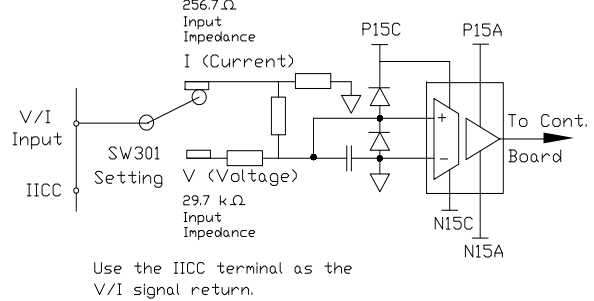 256.7Ω
Input
Impedance
I (Current)
P15C
P15A
V/I
Input
IICC
SW301
Setting
V (Voltage)
29.7 kΩ
Input
Impedance
+
−
To Cont.
Board
N15C
N15A
Use the IICC terminal as the
V/I signal return.